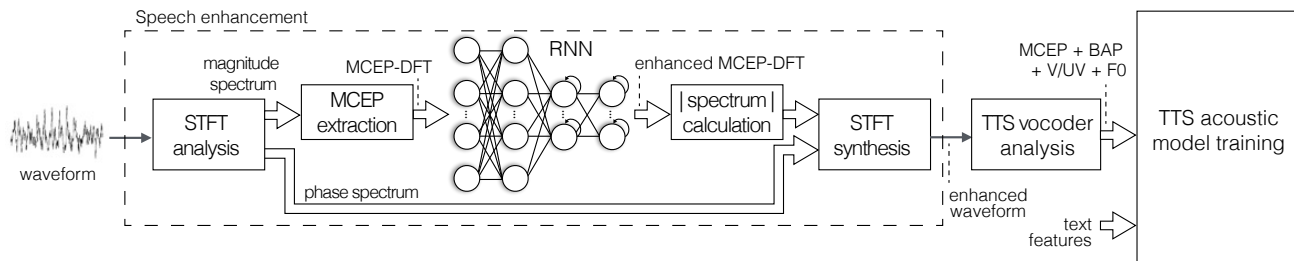 Speech enhancement
waveform
STFT
analysis
magnitude
spectrum
MCEP
extraction
MCEP-DFT
RNN
enhanced MCEP-DFT
| spectrum |
calculation
phase spectrum
STFT
synthesis
enhanced
waveform
TTS vocoder
analysis
MCEP + BAP
+ V/UV + F0
text
features
TTS acoustic
model training